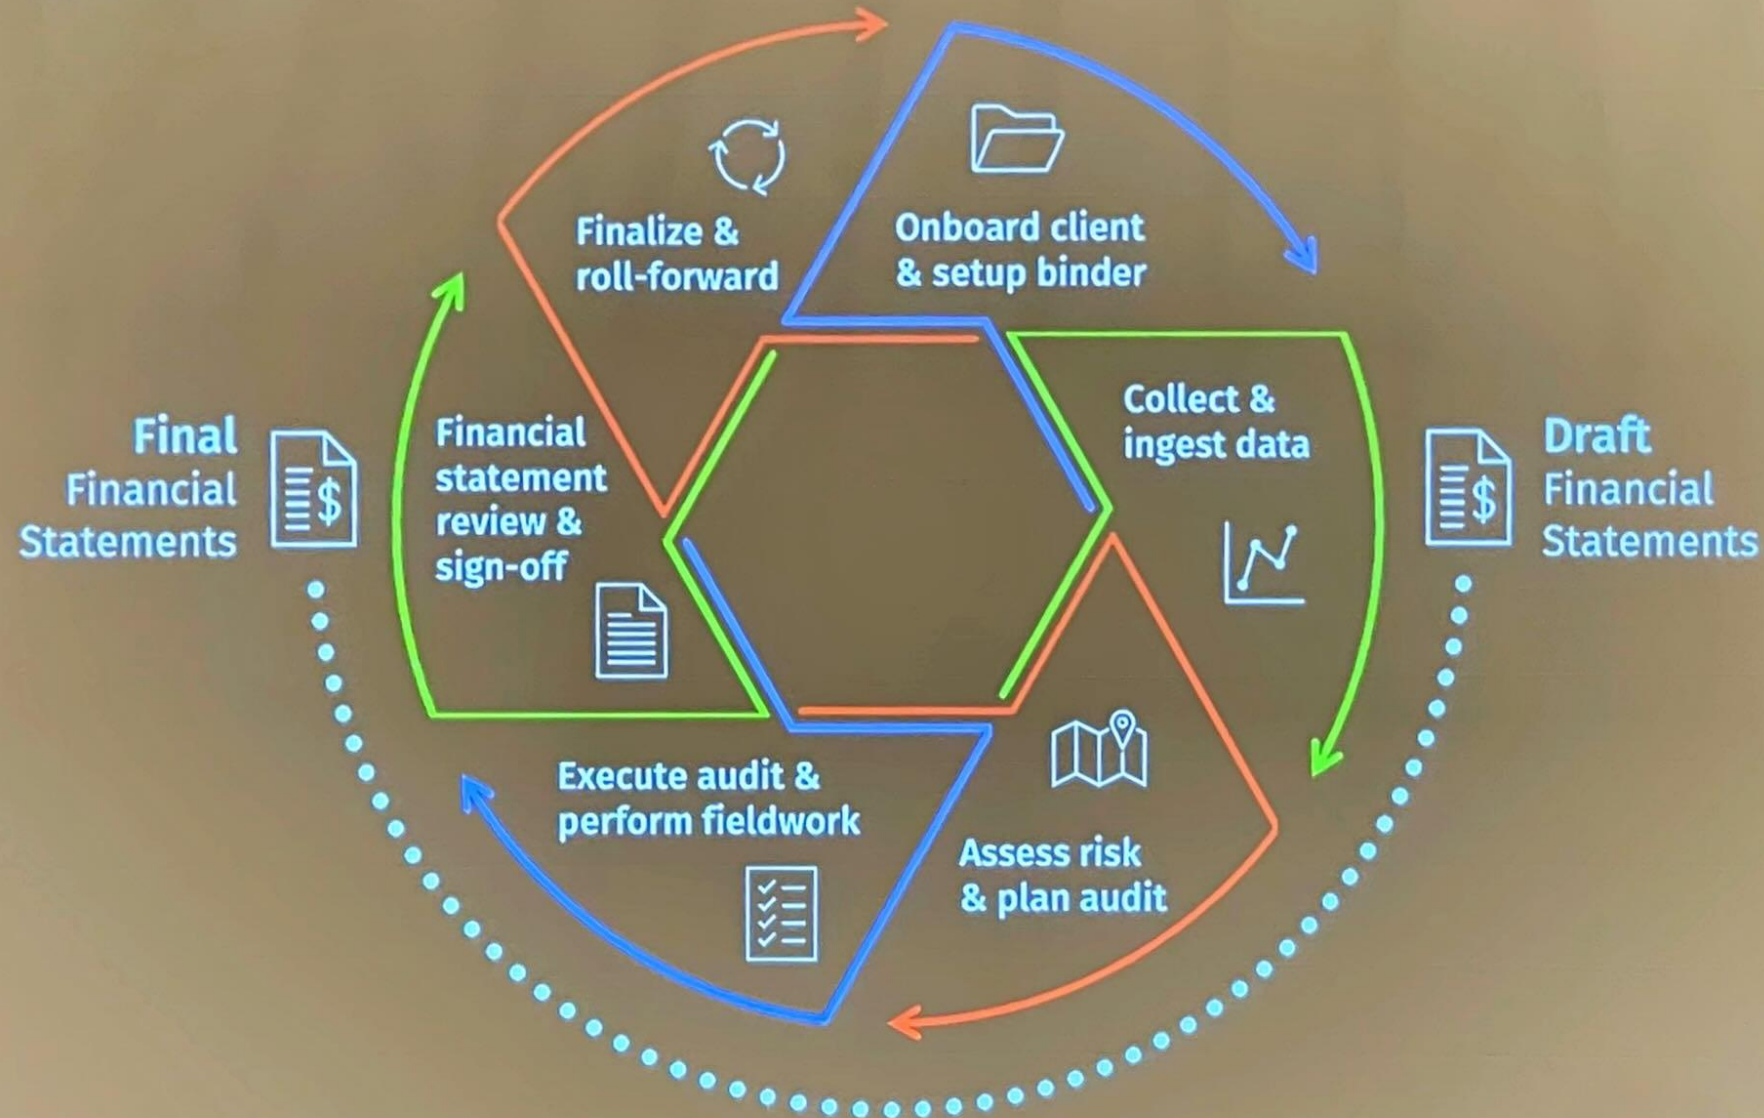 Finalize &
roll-forward
Onboard client
& setup binder
Collect &
ingest data
Draft
Financial
Statements
Assess risk
& plan audit
Execute audit &
perform fieldwork
Financial
statement
review &
sign-off
Final
Financial
Statements